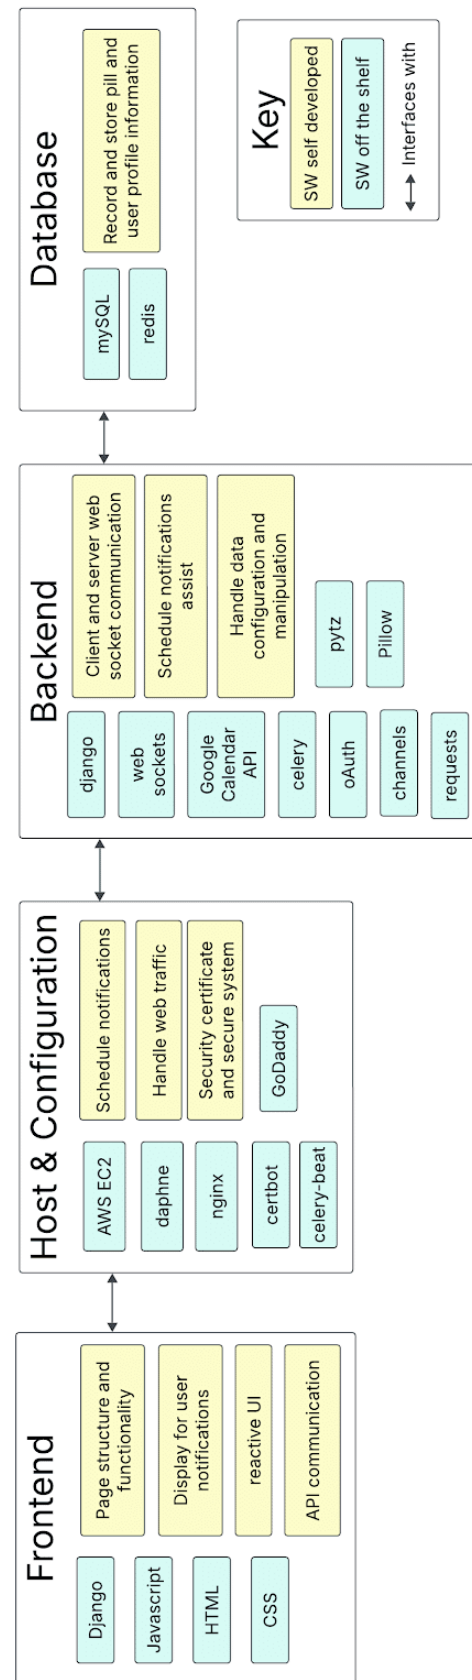 Frontend
Django
Javascript
HTML
CSS
Page structure and
functionality
Display for user
notifications
reactive UI
API communication
Host & Configuration
AWS EC2
daphne
nginx
certbot
celery-beat
Schedule notifications
Handle web traffic
Security certificate
and secure system
GoDaddy
Backend
django
web
sockets
Google
Calendar
API
celery
oAuth
channels
requests
Client and server web
socket communication
Schedule notifications
assist
Handle data
configuration and
manipulation
pytz
Pillow
Database
mySQL
redis
Record and store pill and
user profile information
Key
SW self developed
SW off the shelf
Interfaces with